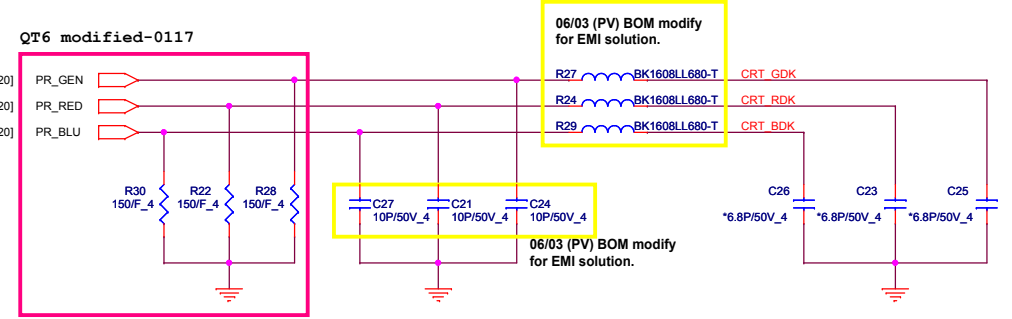 06/03 (PV) BOM modify
for EMI solution.
QT6 modified-0117
20] PR_GEN R27 BK1608LL680-T CRT_GDK
20] PR_RED R24 BK1608LL680-T CRT_RDK
20] PR_BLU R29 BK1608LL680-T CRT_BDK
R30 R22 R28
150/F_4 150/F_4 150/F_4
C27 C21 C24
10P/50V_4 10P/50V_4 10P/50V_4
C26 C23 C25
*6.8P/50V_4 *6.8P/50V_4 *6.8P/50V_4
06/03 (PV) BOM modify
for EMI solution.